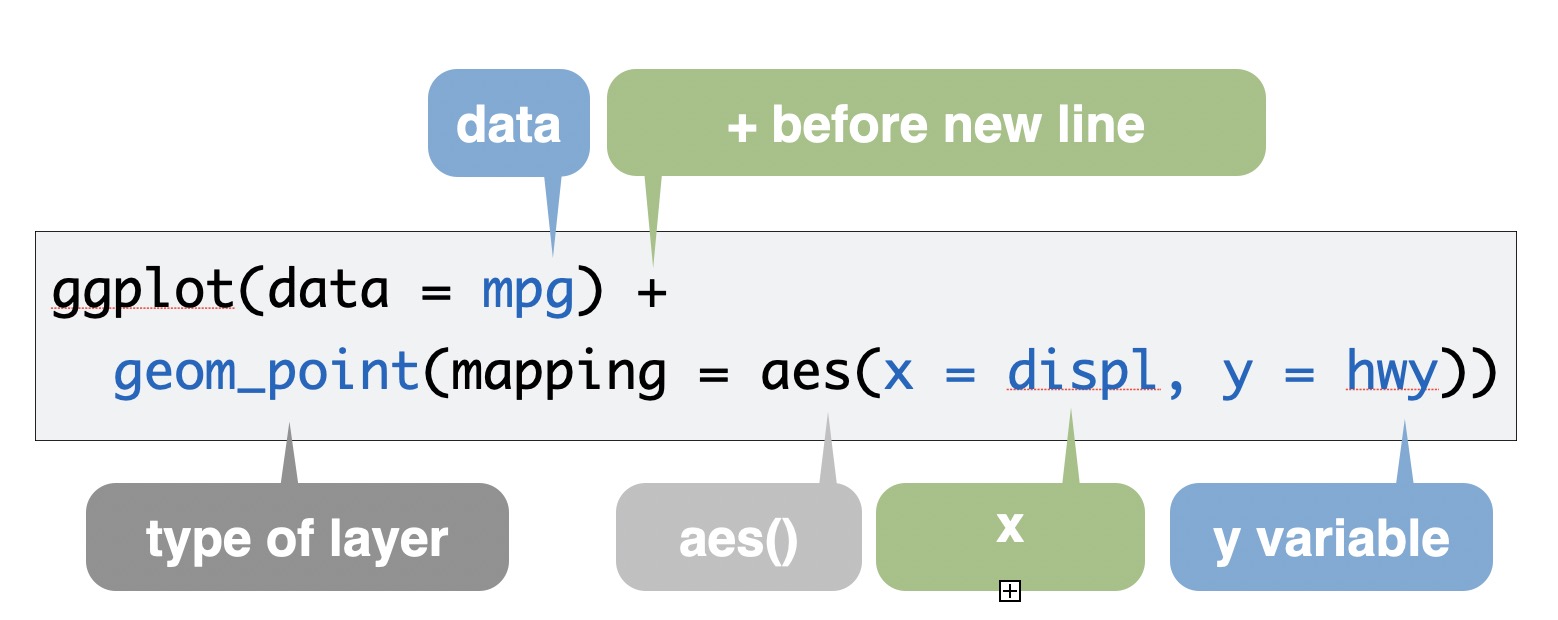 data
+ before new line
ggplot(data = mpg) +
geom_point(mapping = aes(x = displ, y = hwy))
type of layer
aes()
x
y variable